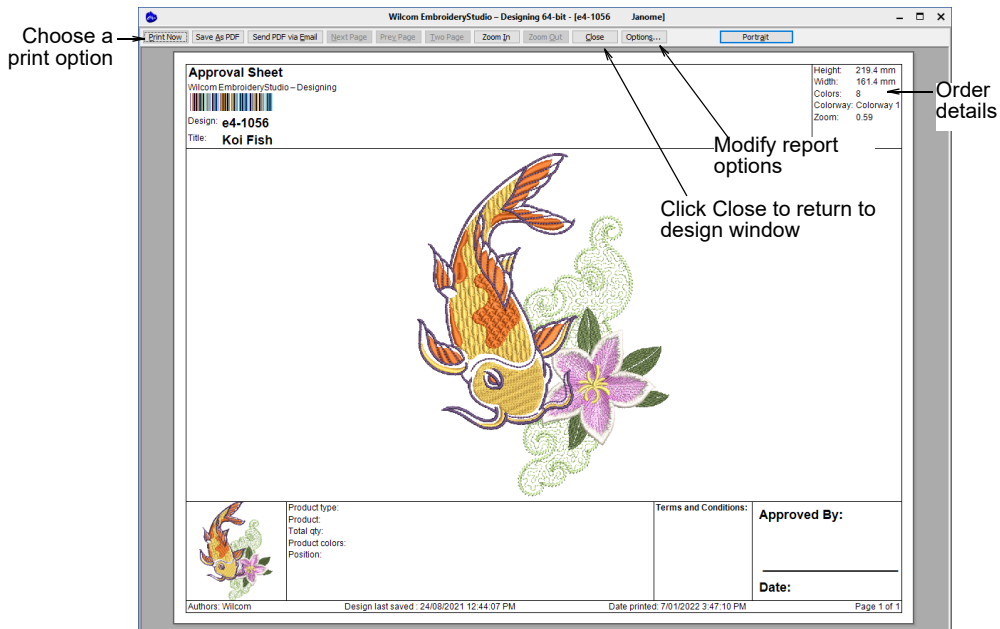 Wilcom EmbroideryStudio – Designing 64-bit - [e4-1056 Janome]
Choose a
print option
Print Now Save As PDF Send PDF via Email Next Page Prev Page Two Page Zoom In Zoom Out Close Options... Portrait
Approval Sheet
Wilcom EmbroideryStudio – Designing
Design: e4-1056
Title: Koi Fish
Height: 219.4 mm
Width: 161.4 mm
Colors: 8
Colorway: Colorway 1
Zoom: 0.59
Order
details
Modify report
options
Click Close to return to
design window
Product type:
Product:
Total qty:
Product colors:
Position:
Terms and Conditions:
Approved By:
Date:
Authors: Wilcom Design last saved : 24/08/2021 12:44:07 PM Date printed: 7/01/2022 3:47:10 PM Page 1 of 1